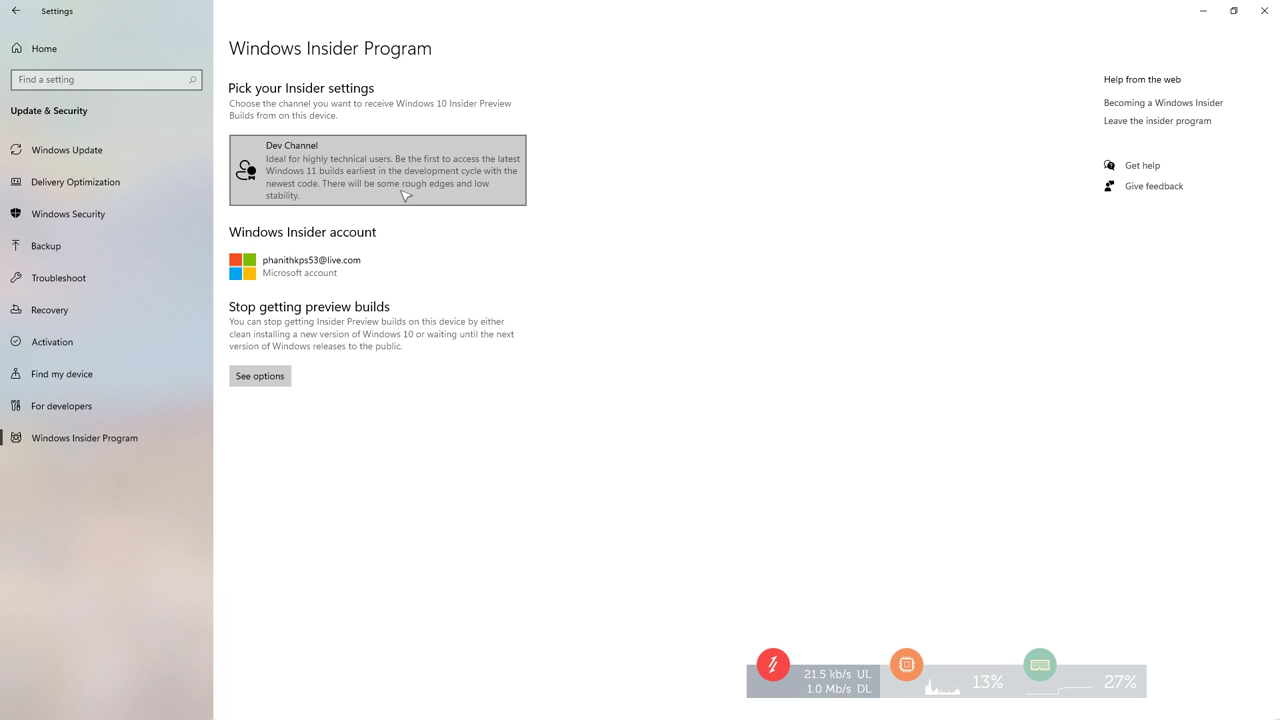 Settings
Home
Find a setting
Update & Security
Windows Update
Delivery Optimization
Windows Security
Backup
Troubleshoot
Recovery
Activation
Find my device
For developers
Windows Insider Program
Windows Insider Program
Pick your Insider settings
Choose the channel you want to receive Windows 10 Insider Preview
Builds from on this device.
Dev Channel
Ideal for highly technical users. Be the first to access the latest
Windows 11 builds earliest in the development cycle with the
newest code. There will be some rough edges and low
stability.
Windows Insider account
phanithkps53@live.com
Microsoft account
Stop getting preview builds
You can stop getting Insider Preview builds on this device by either
clean installing a new version of Windows 10 or waiting until the next
version of Windows releases to the public.
See options
Help from the web
Becoming a Windows Insider
Leave the insider program
Get help
Give feedback
21.5 kb/s UL
1.0 Mb/s DL
13%
27%